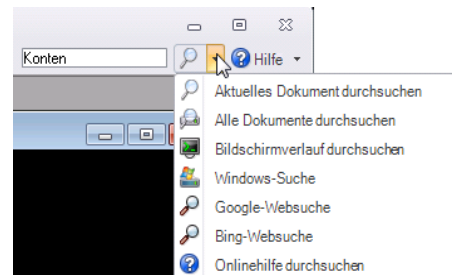 Konten
Hilfe
Aktuelles Dokument durchsuchen
Alle Dokumente durchsuchen
Bildschirmverlauf durchsuchen
Windows-Suche
Google-Websuche
Bing-Websuche
Onlinehilfe durchsuchen